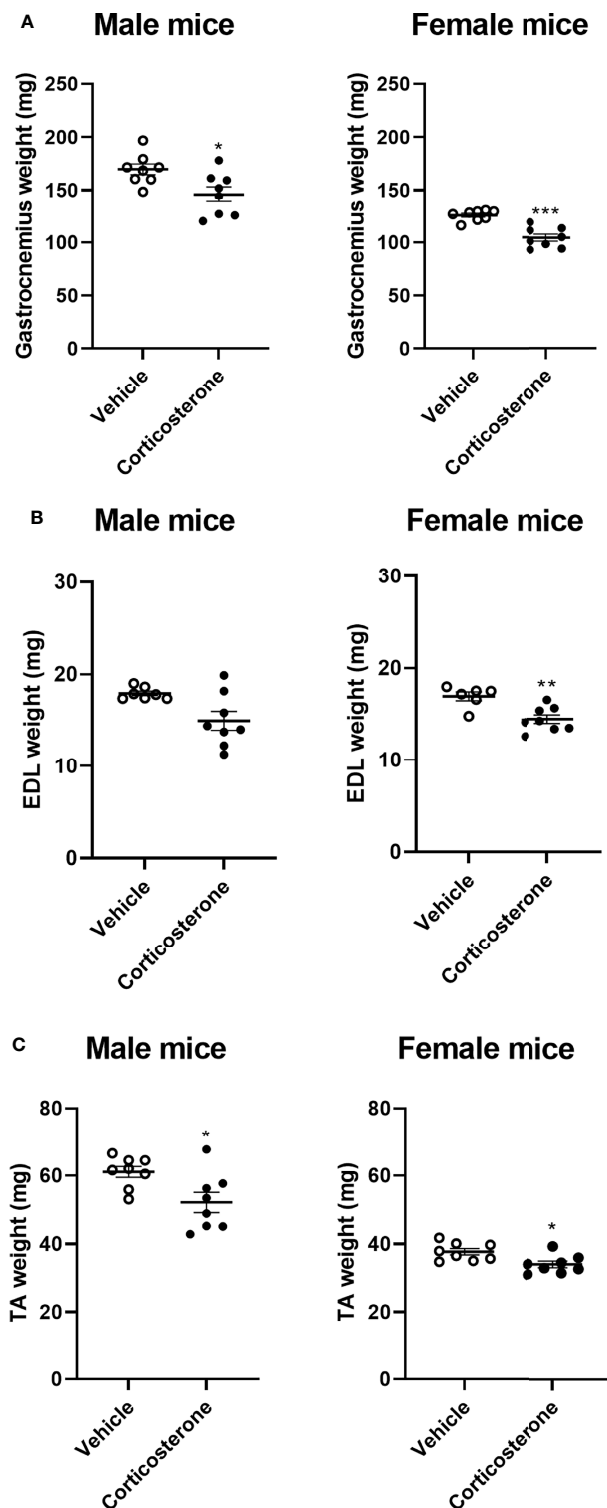 A
Male mice
Female mice
Gastrocnemius weight (mg)
250
200
150
100
50
0
*
Vehicle
Corticosterone
Gastrocnemius weight (mg)
250
200
150
100
50
0
***
Vehicle
Corticosterone
B
Male mice
Female mice
EDL weight (mg)
30
20
10
0
Vehicle
Corticosterone
EDL weight (mg)
30
20
10
0
**
Vehicle
Corticosterone
C
Male mice
Female mice
TA weight (mg)
80
60
40
20
0
*
Vehicle
Corticosterone
TA weight (mg)
80
60
40
20
0
*
Vehicle
Corticosterone